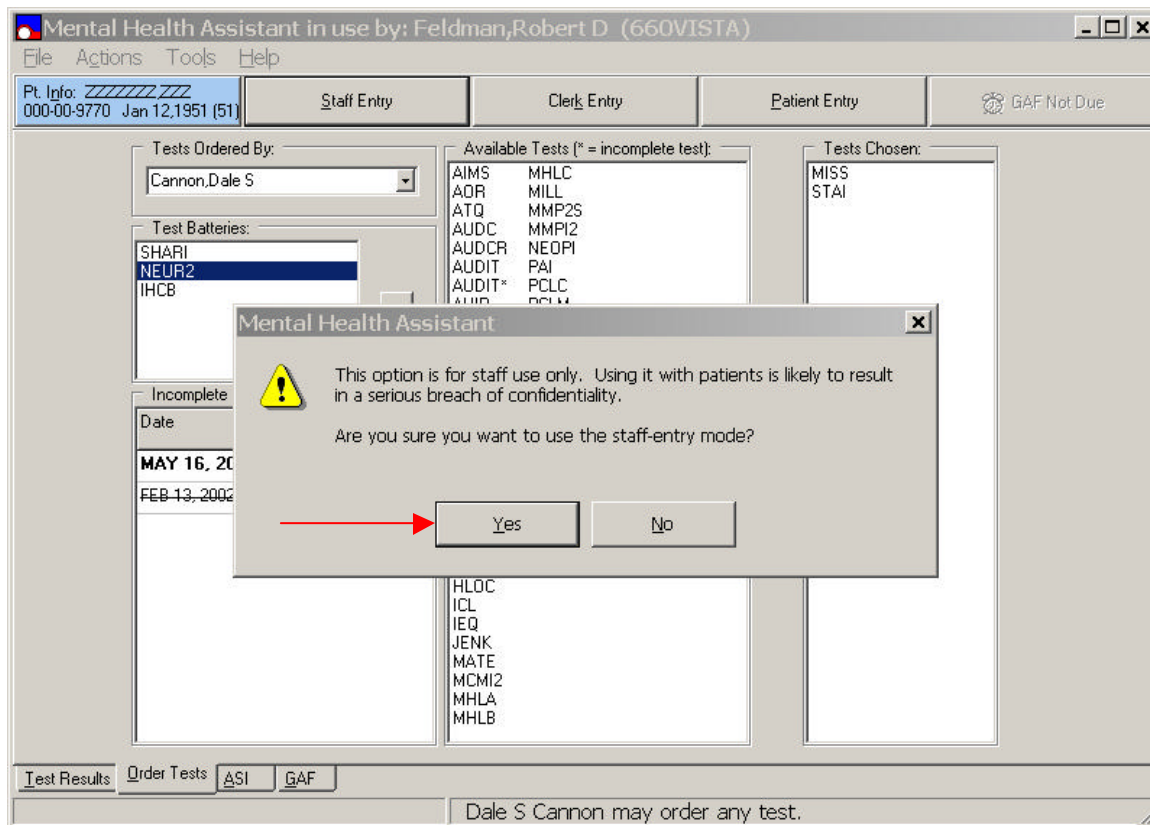 Mental Health Assistant in use by: Feldman,Robert D (660VISTA)
File Actions Tools Help
Pt. Info: ZZZZZZZ,ZZZ
000-00-9770 Jan 12,1951 (51)
Staff Entry
Clerk Entry
Patient Entry
GAF Not Due
Tests Ordered By:
Cannon,Dale S
Test Batteries:
SHARI
NEUR2
IHCB
Incomplete
Date
MAY 16, 20
FEB 13, 2002
Available Tests (* = incomplete test):
AIMS MHLC
AOR MILL
ATQ MMP2S
AUDC MMPI2
AUDCR NEOPI
AUDIT PAI
AUDIT* PCLC
Tests Chosen:
MISS
STAI
Mental Health Assistant
This option is for staff use only. Using it with patients is likely to result
in a serious breach of confidentiality.
Are you sure you want to use the staff-entry mode?
Yes
No
HLOC
ICL
IEQ
JENK
MATE
MCMI2
MHLA
MHLB
Test Results Order Tests ASI GAF
Dale S Cannon may order any test.